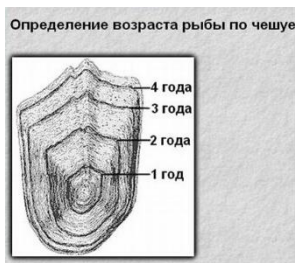 Определение возраста рыбы по чешуе
4 года
3 года
2 года
1 год